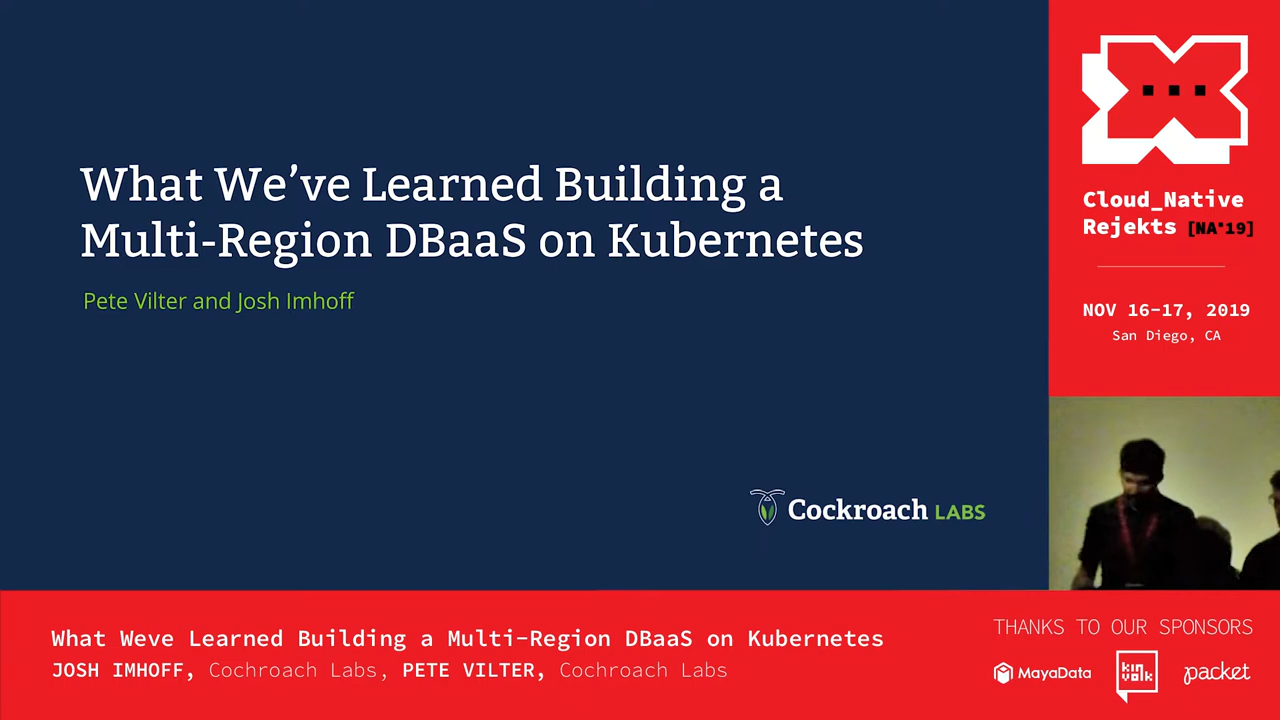 What We’ve Learned Building a
Multi-Region DBaaS on Kubernetes
Pete Vilter and Josh Imhoff
Cockroach LABS
Cloud_Native
Rejekts [NA'19]
NOV 16-17, 2019
San Diego, CA
What Weve Learned Building a Multi-Region DBaaS on Kubernetes
JOSH IMHOFF, Cochroach Labs, PETE VILTER, Cochroach Labs
THANKS TO OUR SPONSORS
MayaData
kin
volk
packet